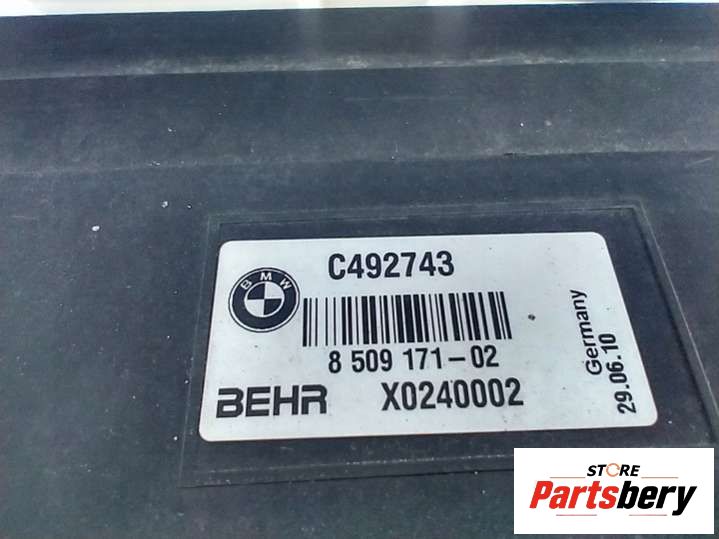 C492743
BMW
8 509 171-02
BEHR X0240002
Germany
29.06.10
STORE
Partsbery